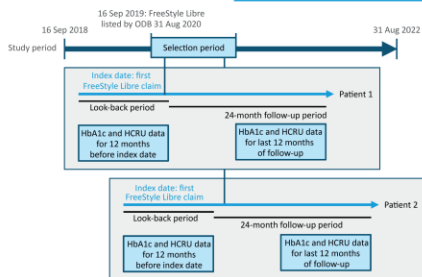 16 Sep 2019: FreeStyle Libre
listed by ODB 31 Aug 2020
16 Sep 2018
31 Aug 2022
Study period
Selection period
Index date: first
FreeStyle Libre claim
Patient 1
Look-back period
24-month follow-up period
HbA1c and HCRU data
for 12 months
before index date
HbA1c and HCRU data
for last 12 months
of follow-up
Index date: first
FreeStyle Libre claim
Patient 2
Look-back period
24-month follow-up period
HbA1c and HCRU data
for 12 months
before index date
HbA1c and HCRU data
for last 12 months
of follow-up